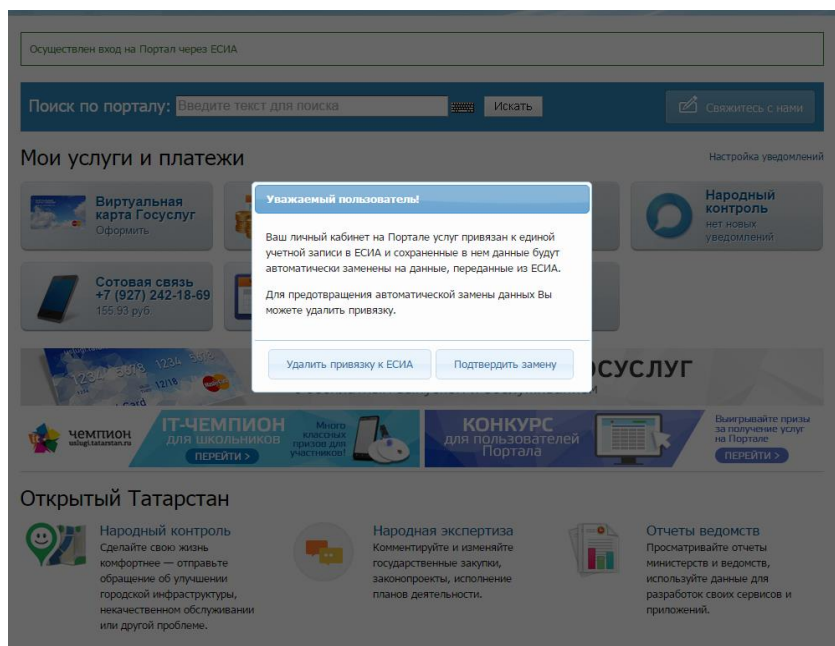 Осуществлен вход на Портал через ЕСИА
Поиск по порталу: Введите текст для поиска Искать Свяжитесь с нами
Мои услуги и платежи
Настройка уведомлений
Виртуальная
карта Госуслуг
Оформить
Народный
контроль
нет новых
уведомлений
Сотовая связь
+7 (927) 242-18-69
155.93 руб.
Уважаемый пользователь!
Ваш личный кабинет на Портале услуг привязан к единой
учетной записи в ЕСИА и сохраненные в нем данные будут
автоматически заменены на данные, переданные из ЕСИА.
Для предотвращения автоматической замены данных Вы
можете удалить привязку.
Удалить привязку к ЕСИА Подтвердить замену
ОСУСЛУГ
чемпион
uslugi.tatarstan.ru
IT-ЧЕМПИОН
ДЛЯ ШКОЛЬНИКОВ
ПЕРЕЙТИ >
Много
классных
призов для
участников!
КОНКУРС
для пользователей
Портала
Выигрывайте призы
за получение услуг
на Портале
ПЕРЕЙТИ >
Открытый Татарстан
Народный контроль
Сделайте свою жизнь
комфортнее — отправьте
обращение об улучшении
городской инфраструктуры,
некачественном обслуживании
или другой проблеме.
Народная экспертиза
Комментируйте и изменяйте
государственные закупки,
законопроекты, исполнение
планов деятельности.
Отчеты ведомств
Просматривайте отчеты
министерств и ведомств,
используйте данные для
разработок своих сервисов и
приложений.